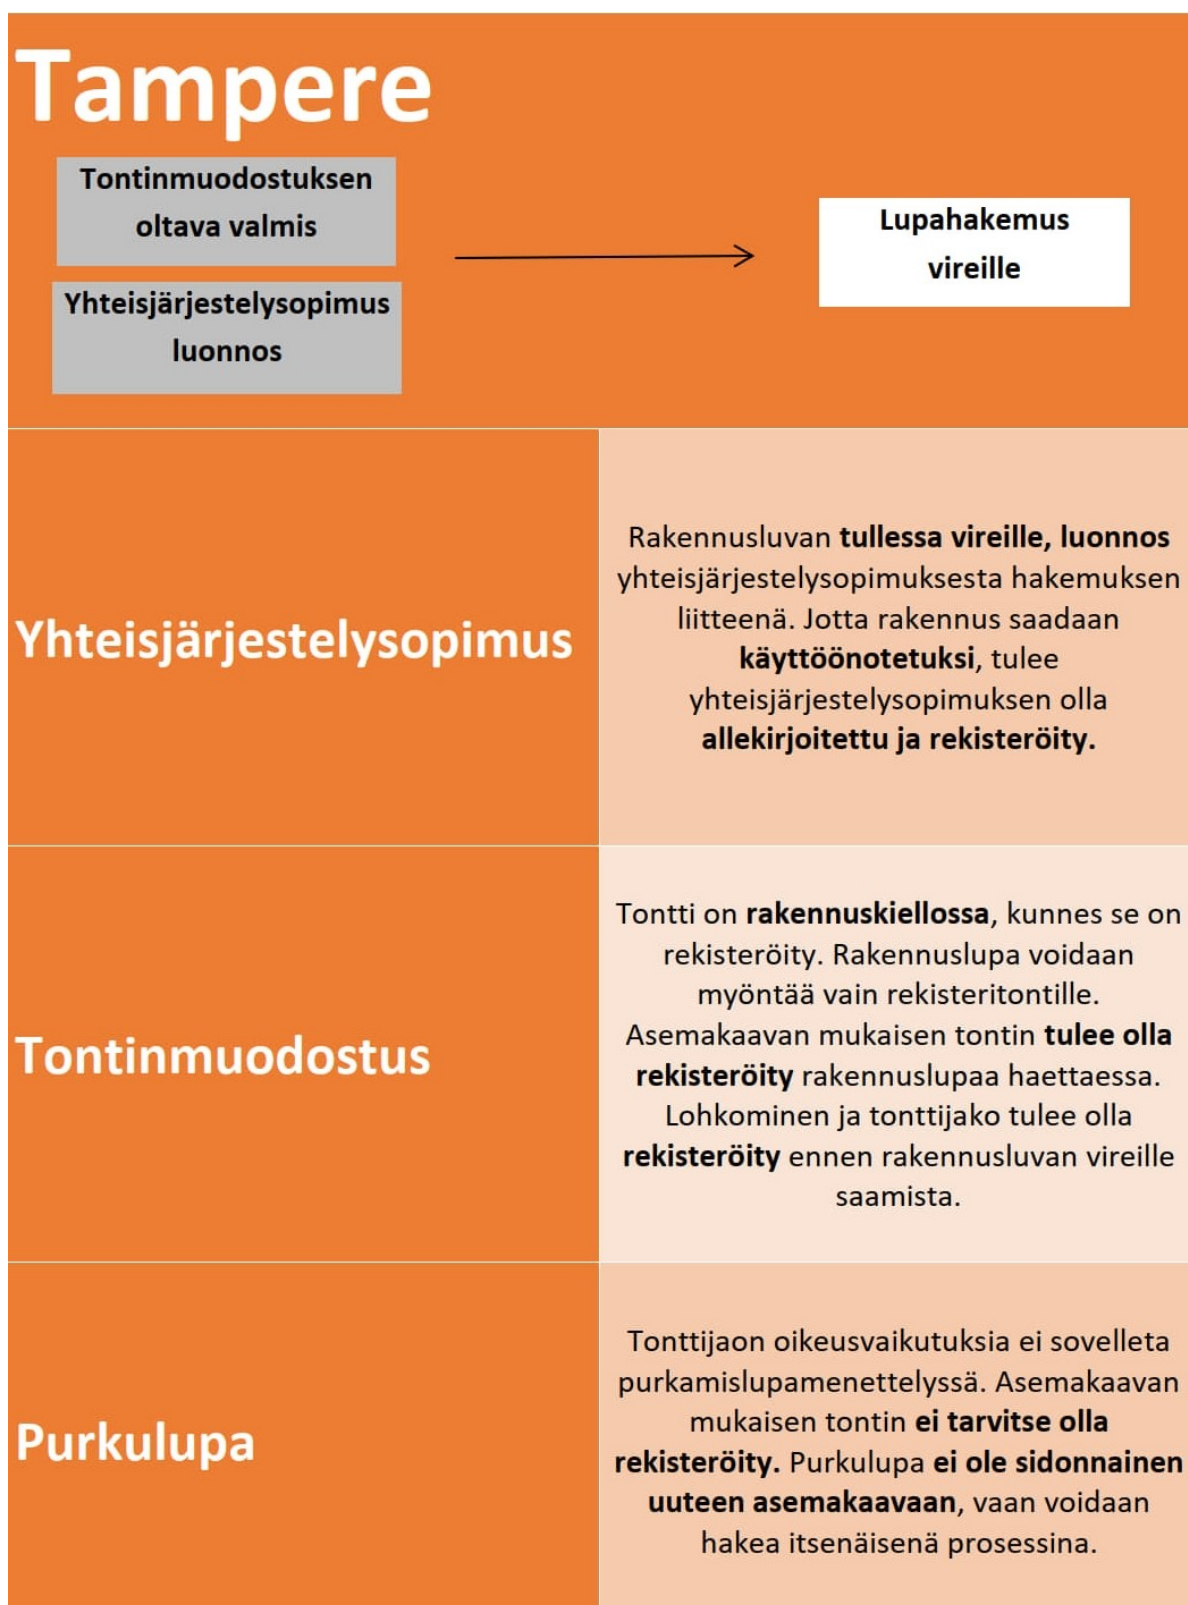 Tampere
Tontinmuodostuksen
oltava valmis
Yhteisjärjestelysopimus
luonnos
Lupahakemus
vireille
Yhteisjärjestelysopimus
Rakennusluvan tullessa vireille, luonnos
yhteisjärjestelysopimuksesta hakemuksen
liitteenä. Jotta rakennus saadaan
käyttöönotetuksi, tulee
yhteisjärjestelysopimuksen olla
allekirjoitettu ja rekisteröity.
Tontinmuodostus
Tontti on rakennuskiellossa, kunnes se on
rekisteröity. Rakennuslupa voidaan
myöntää vain rekisteritontille.
Asemakaavan mukaisen tontin tulee olla
rekisteröity rakennuslupaa haettaessa.
Lohkominen ja tonttijako tulee olla
rekisteröity ennen rakennusluvan vireille
saamista.
Purkulupa
Tonttijaon oikeusvaikutuksia ei sovelleta
purkamislupamenettelyssä. Asemakaavan
mukaisen tontin ei tarvitse olla
rekisteröity. Purkulupa ei ole sidonnainen
uuteen asemakaavaan, vaan voidaan
hakea itsenäisenä prosessina.